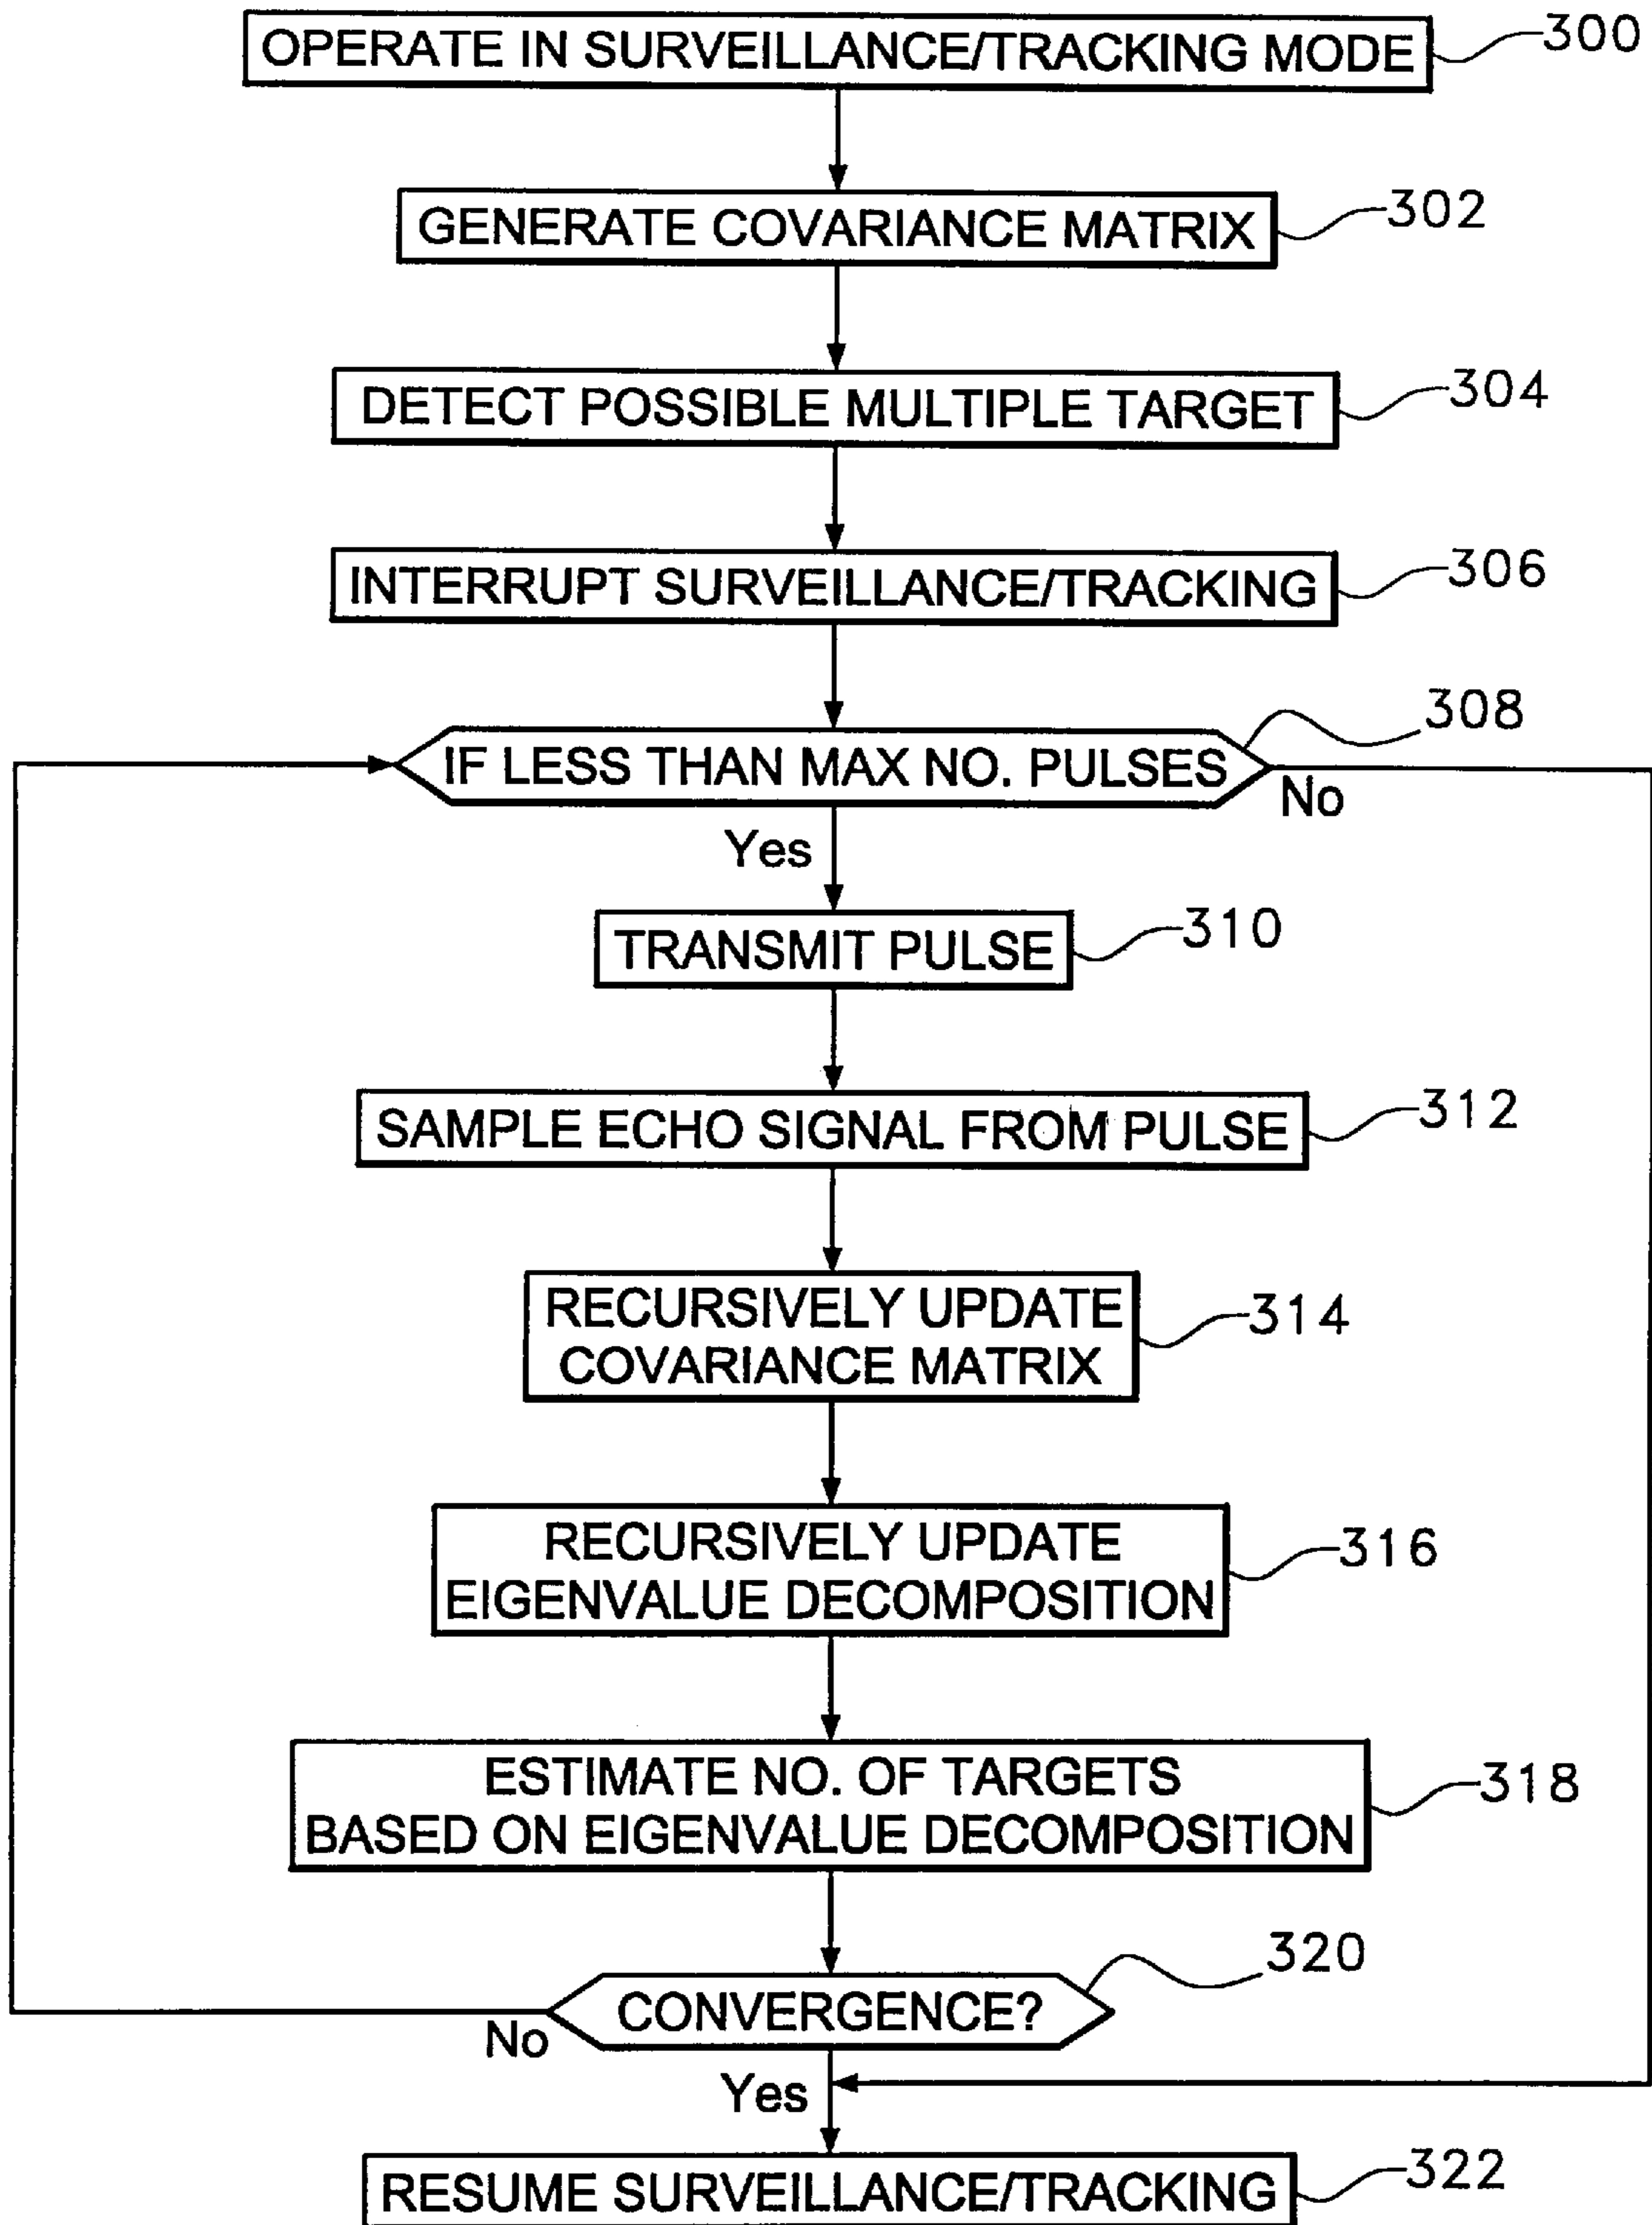 OPERATE IN SURVEILLANCE/TRACKING MODE
300
GENERATE COVARIANCE MATRIX
302
DETECT POSSIBLE MULTIPLE TARGET
304
INTERRUPT SURVEILLANCE/TRACKING
306
IF LESS THAN MAX NO. PULSES
308
No
Yes
TRANSMIT PULSE
310
SAMPLE ECHO SIGNAL FROM PULSE
312
RECURSIVELY UPDATE
COVARIANCE MATRIX
314
RECURSIVELY UPDATE
EIGENVALUE DECOMPOSITION
316
ESTIMATE NO. OF TARGETS
BASED ON EIGENVALUE DECOMPOSITION
318
CONVERGENCE?
320
No
Yes
RESUME SURVEILLANCE/TRACKING
322